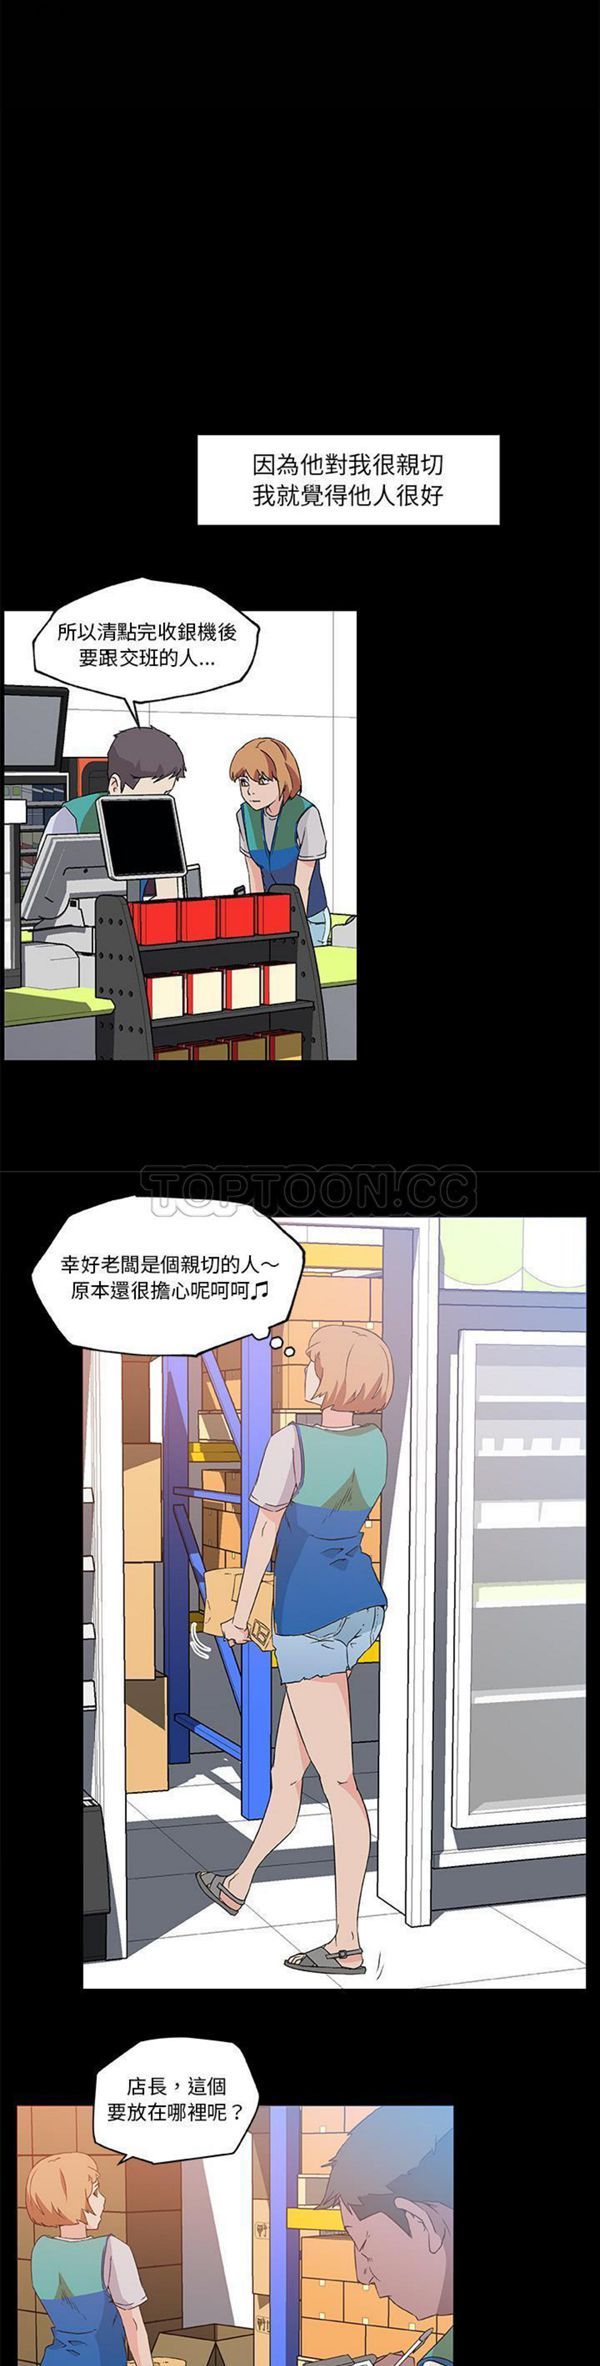 因為他對我很親切
我就覺得他人很好
所以清點完收銀機後
要跟交班的人...
TOPTOON.CC
幸好老闆是個親切的人～
原本還很擔心呢呵呵♫
店長，這個
要放在哪裡呢？